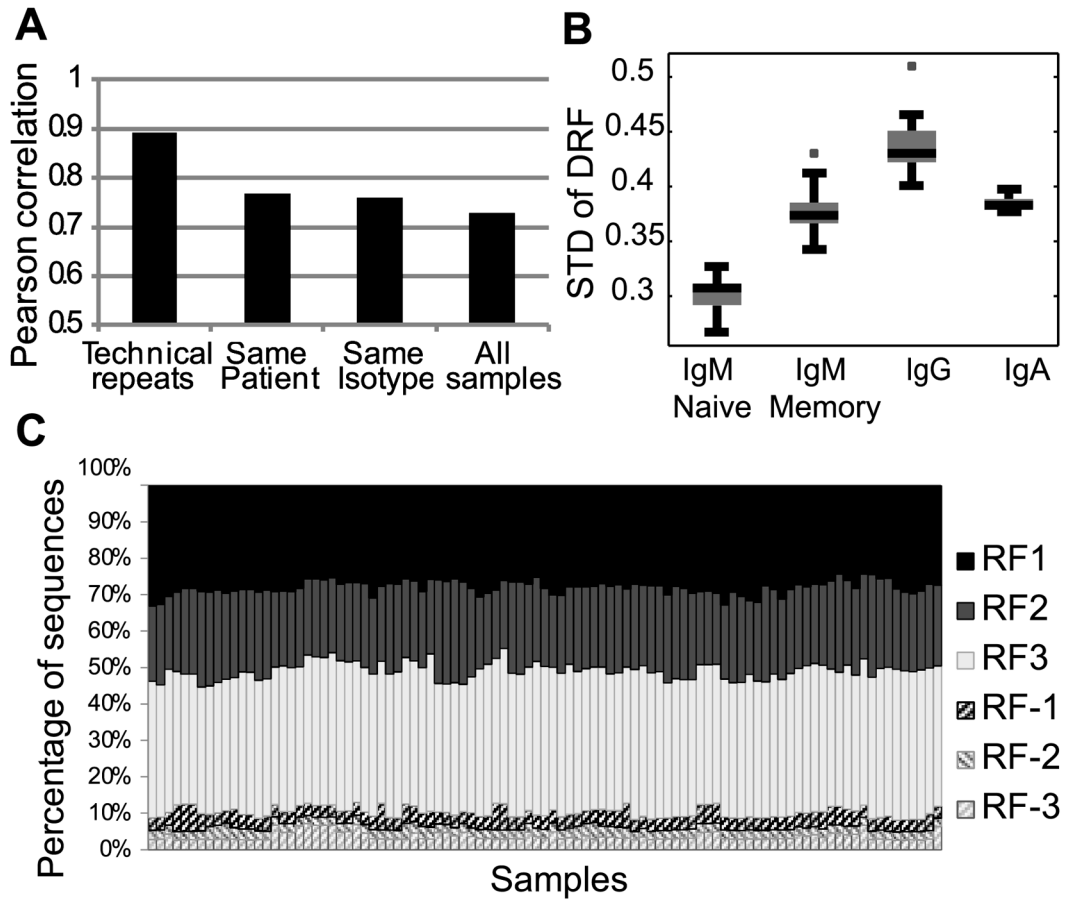 A
Pearson correlation
1
0.9
0.8
0.7
0.6
0.5
Technical repeats
Same Patient
Same Isotype
All samples
B
STD of DRF
0.5
0.45
0.4
0.35
0.3
IgM Naive
IgM Memory
IgG
IgA
C
Percentage of sequences
100%
90%
80%
70%
60%
50%
40%
30%
20%
10%
0%
Samples
RF1
RF2
RF3
RF-1
RF-2
RF-3